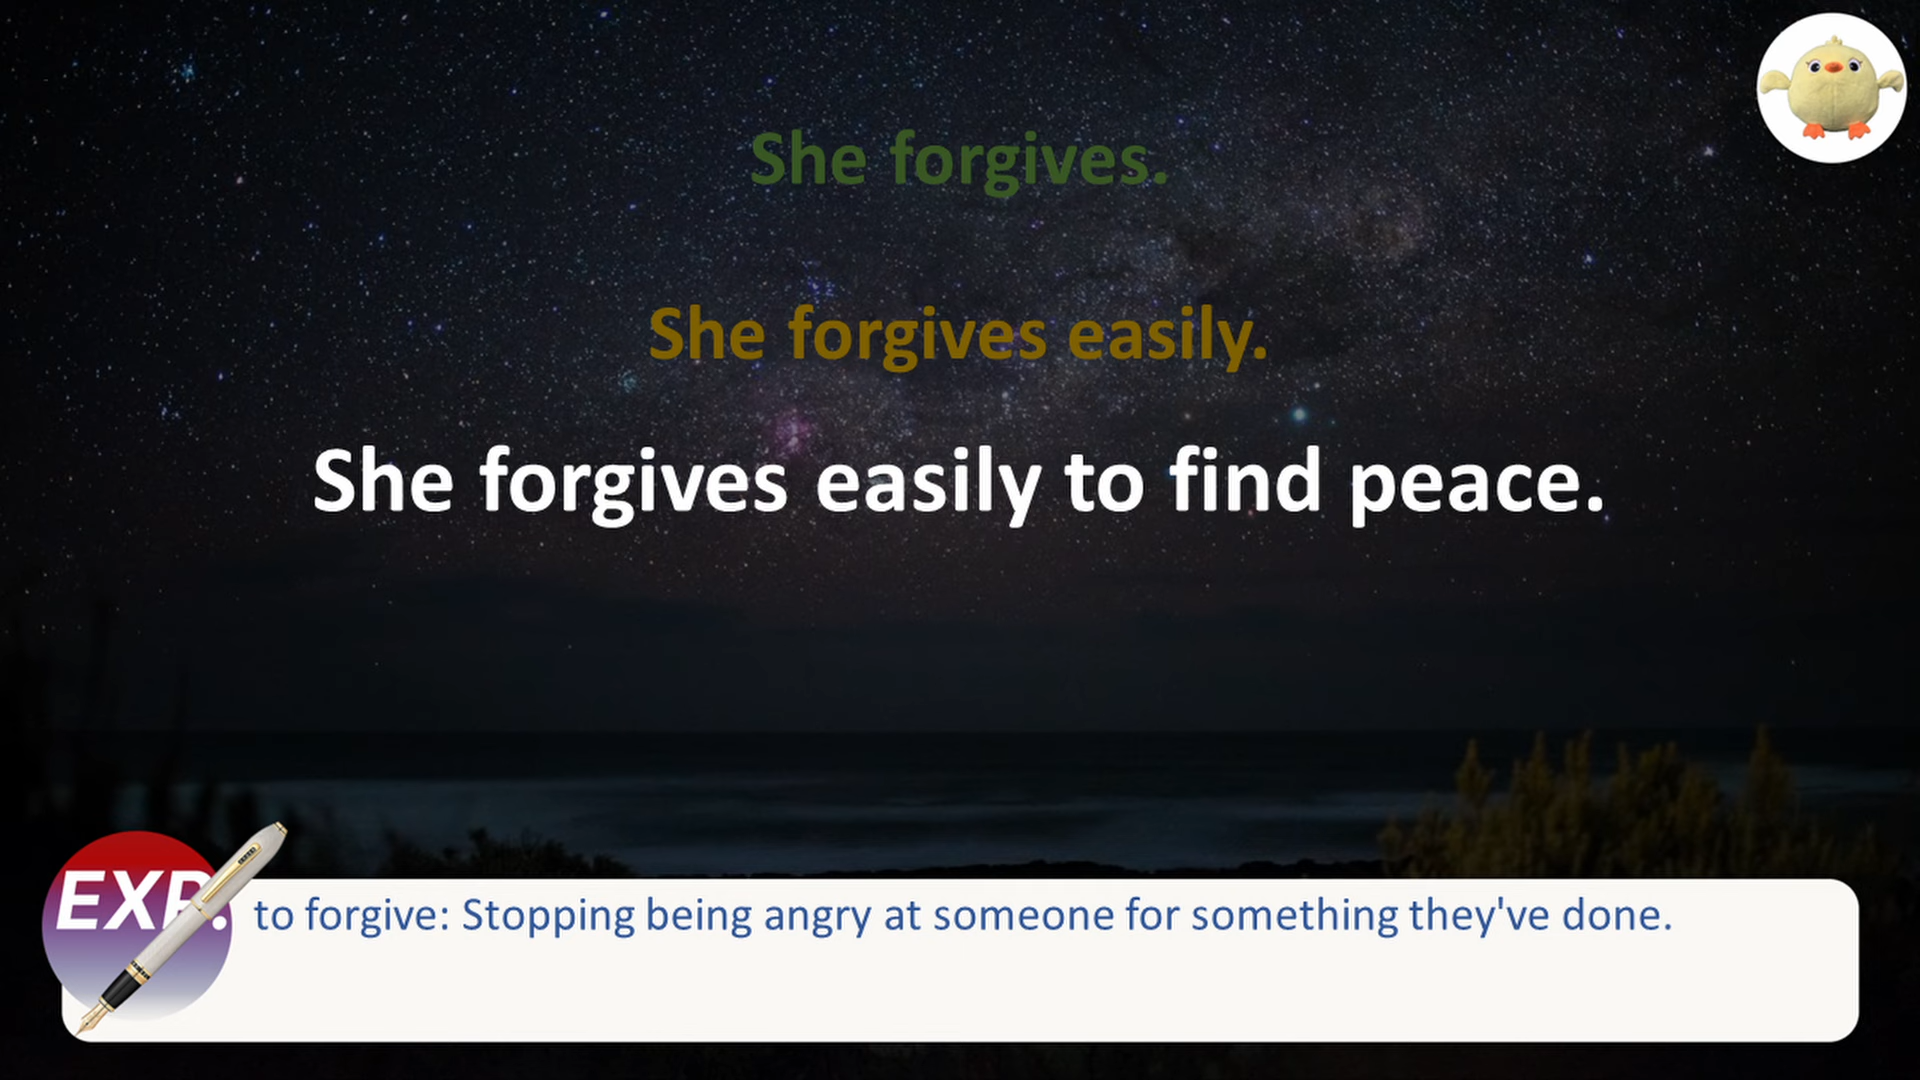 She forgives.
She forgives easily.
She forgives easily to find peace.
EXP.
to forgive: Stopping being angry at someone for something they've done.